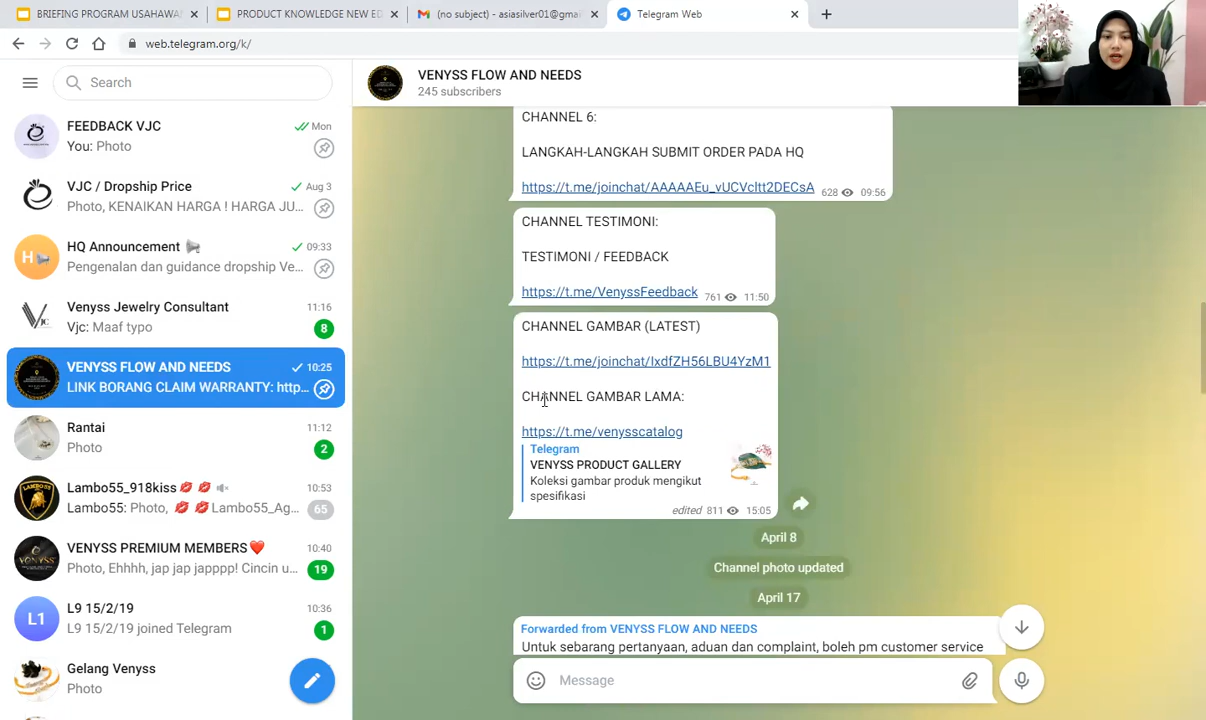 BRIEFING PROGRAM USAHAWA
PRODUCT KNOWLEDGE NEW ED
(no subject) - asiasilver01@gmai
Telegram Web
web.telegram.org/k/
Search
FEEDBACK VJC
Mon
You: Photo
VJC / Dropship Price
Aug 3
Photo, KENAIKAN HARGA ! HARGA JU...
HQ Announcement
09:33
Pengenalan dan guidance dropship Ve...
Venyss Jewelry Consultant
11:16
Vjc: Maaf typo
8
VENYSS FLOW AND NEEDS
10:25
LINK BORANG CLAIM WARRANTY: http...
Rantai
11:12
Photo
2
Lambo55_918kiss💋 💋
10:53
Lambo55: Photo, 💋 💋Lambo55_Ag...
65
VENYSS PREMIUM MEMBERS❤️
10:40
Photo, Ehhhh, jap jap japppp! Cincin u...
19
L1
L9 15/2/19
10:36
L9 15/2/19 joined Telegram
1
Gelang Venyss
Photo
VENYSS FLOW AND NEEDS
245 subscribers
CHANNEL 6:
LANGKAH-LANGKAH SUBMIT ORDER PADA HQ
https://t.me/joinchat/AAAAAEu_vUCVcltt2DECsA
628 09:56
CHANNEL TESTIMONI:
TESTIMONI / FEEDBACK
https://t.me/VenyssFeedback
761 11:50
CHANNEL GAMBAR (LATEST)
https://t.me/joinchat/IxdfZH56LBU4YzM1
CHANNEL GAMBAR LAMA:
https://t.me/venysscatalog
Telegram
VENYSS PRODUCT GALLERY
Koleksi gambar produk mengikut
spesifikasi
edited 811 15:05
April 8
Channel photo updated
April 17
Forwarded from VENYSS FLOW AND NEEDS
Untuk sebarang pertanyaan, aduan dan complaint, boleh pm customer service
Message